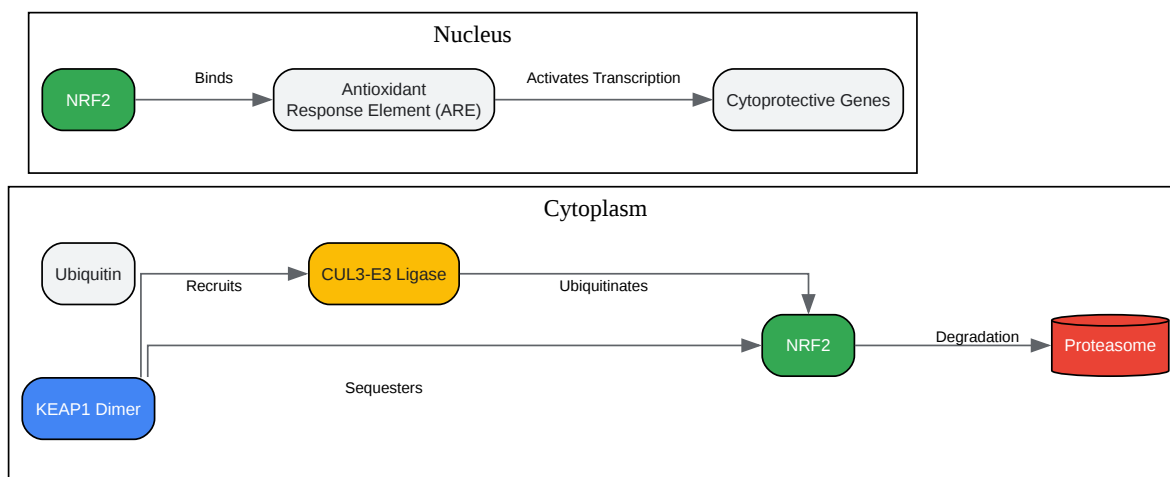 Nucleus
NRF2
Binds
Antioxidant
Response Element (ARE)
Activates Transcription
Cytoprotective Genes
Cytoplasm
Ubiquitin
Recruits
CUL3-E3 Ligase
Ubiquitinates
NRF2
Degradation
Proteasome
Sequesters
KEAP1 Dimer